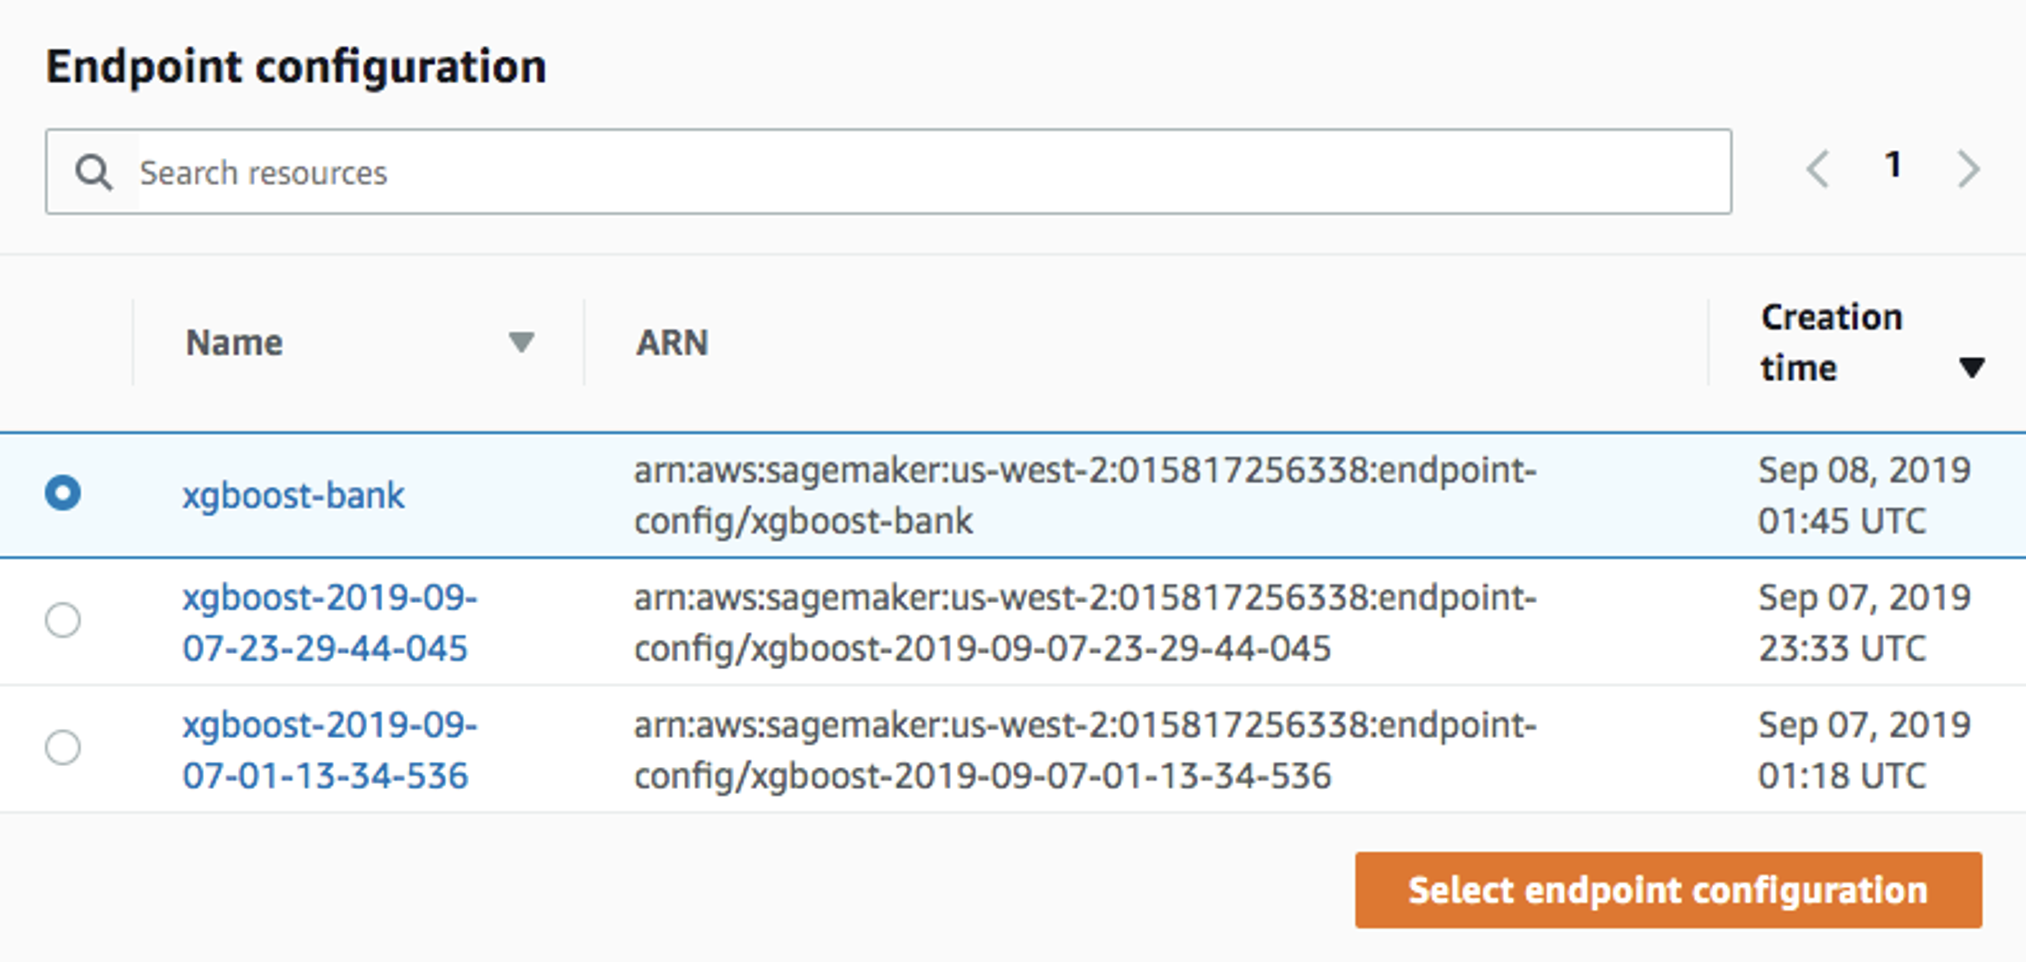 Endpoint configuration
Search resources
1
Name
ARN
Creation
time
xgboost-bank
arn:aws:sagemaker:us-west-2:015817256338:endpoint-
config/xgboost-bank
Sep 08, 2019
01:45 UTC
xgboost-2019-09-
07-23-29-44-045
arn:aws:sagemaker:us-west-2:015817256338:endpoint-
config/xgboost-2019-09-07-23-29-44-045
Sep 07, 2019
23:33 UTC
xgboost-2019-09-
07-01-13-34-536
arn:aws:sagemaker:us-west-2:015817256338:endpoint-
config/xgboost-2019-09-07-01-13-34-536
Sep 07, 2019
01:18 UTC
Select endpoint configuration